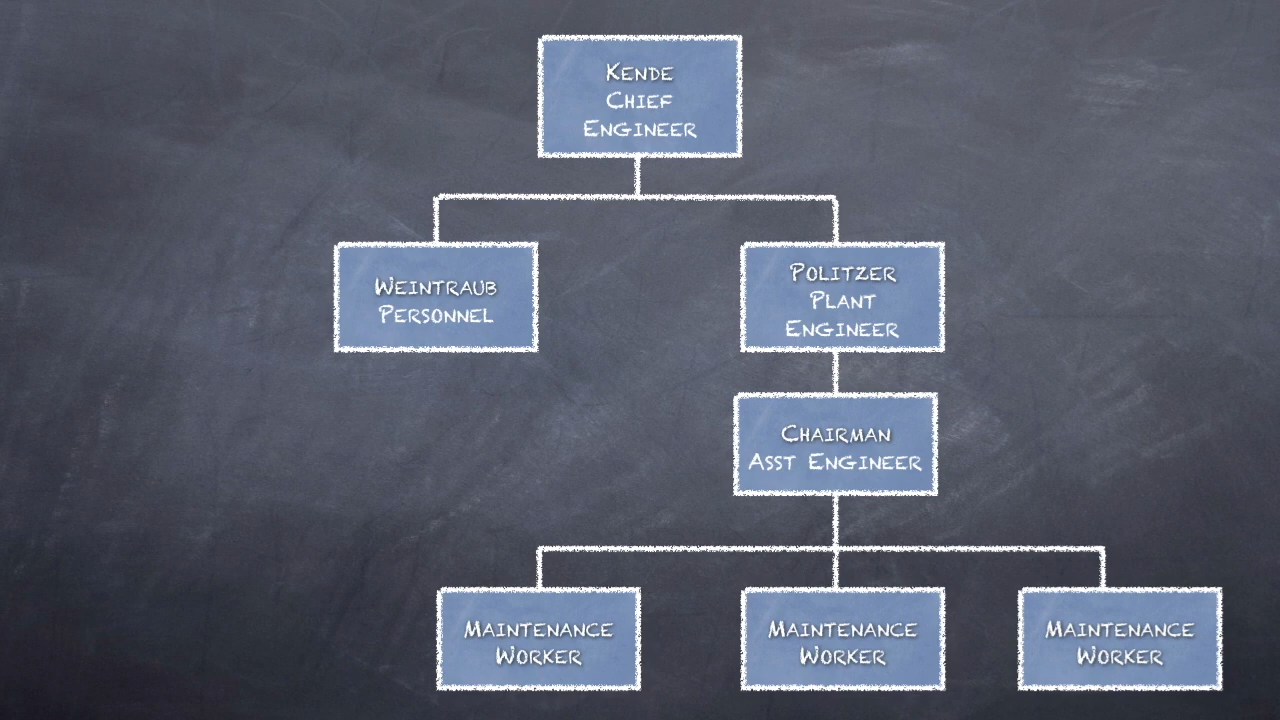 Kende
Chief
Engineer
Weintraub
Personnel
Politzer
Plant
Engineer
Chairman
Asst Engineer
Maintenance
Worker
Maintenance
Worker
Maintenance
Worker